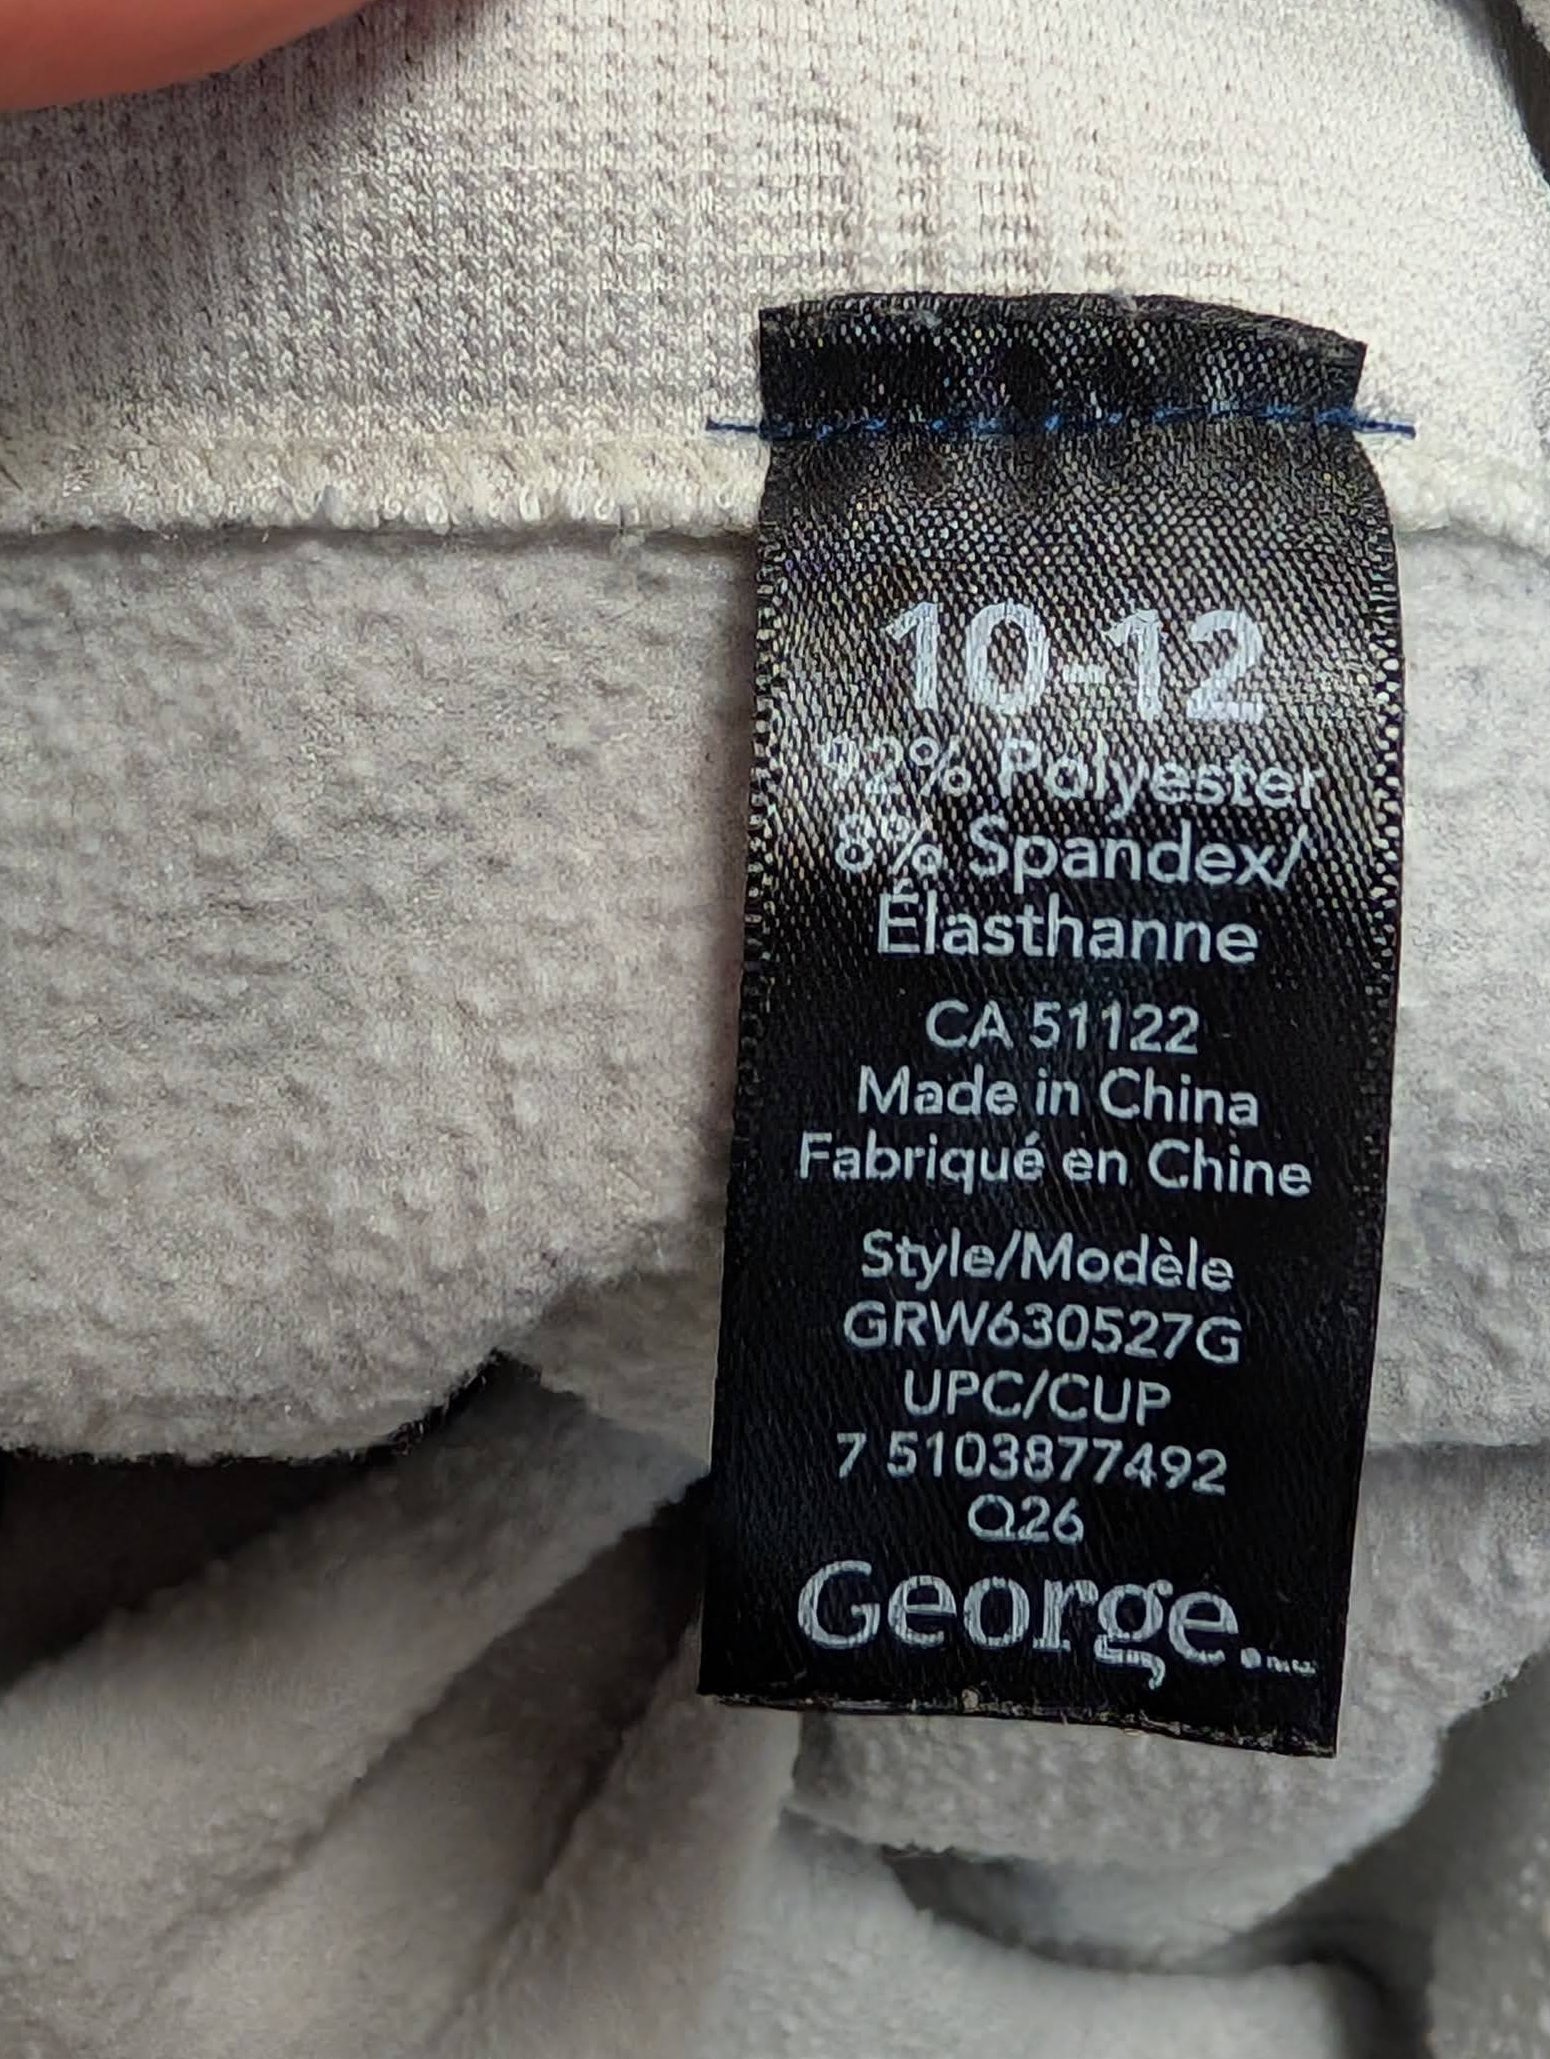 10-12
92% Polyester
8% Spandex/
Élasthanne
CA 51122
Made in China
Fabriqué en Chine
Style/Modèle
GRW630527G
UPC/CUP
7 5103877492
Q26
George.